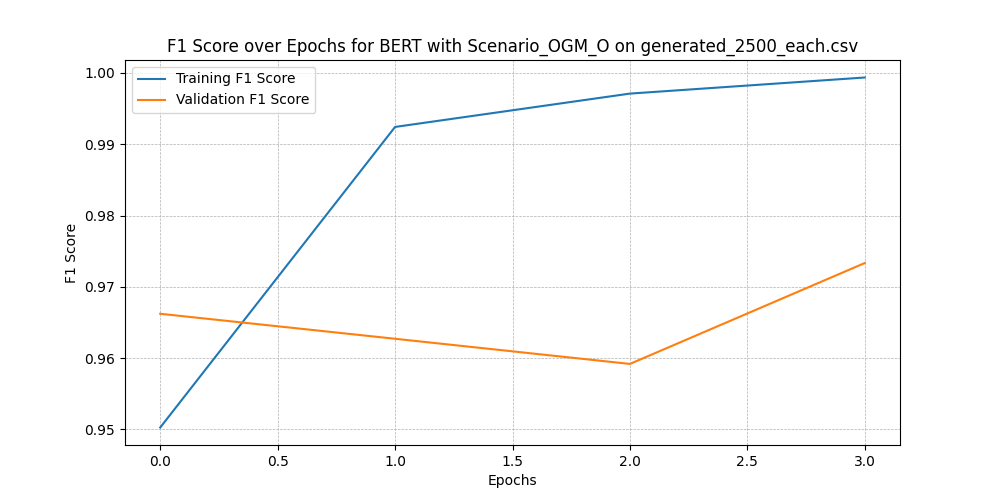 F1 Score over Epochs for BERT with Scenario_OGM_O on generated_2500_each.csv
Training F1 Score
Validation F1 Score
F1 Score
1.00
0.99
0.98
0.97
0.96
0.95
0.0 0.5 1.0 1.5 2.0 2.5 3.0
Epochs